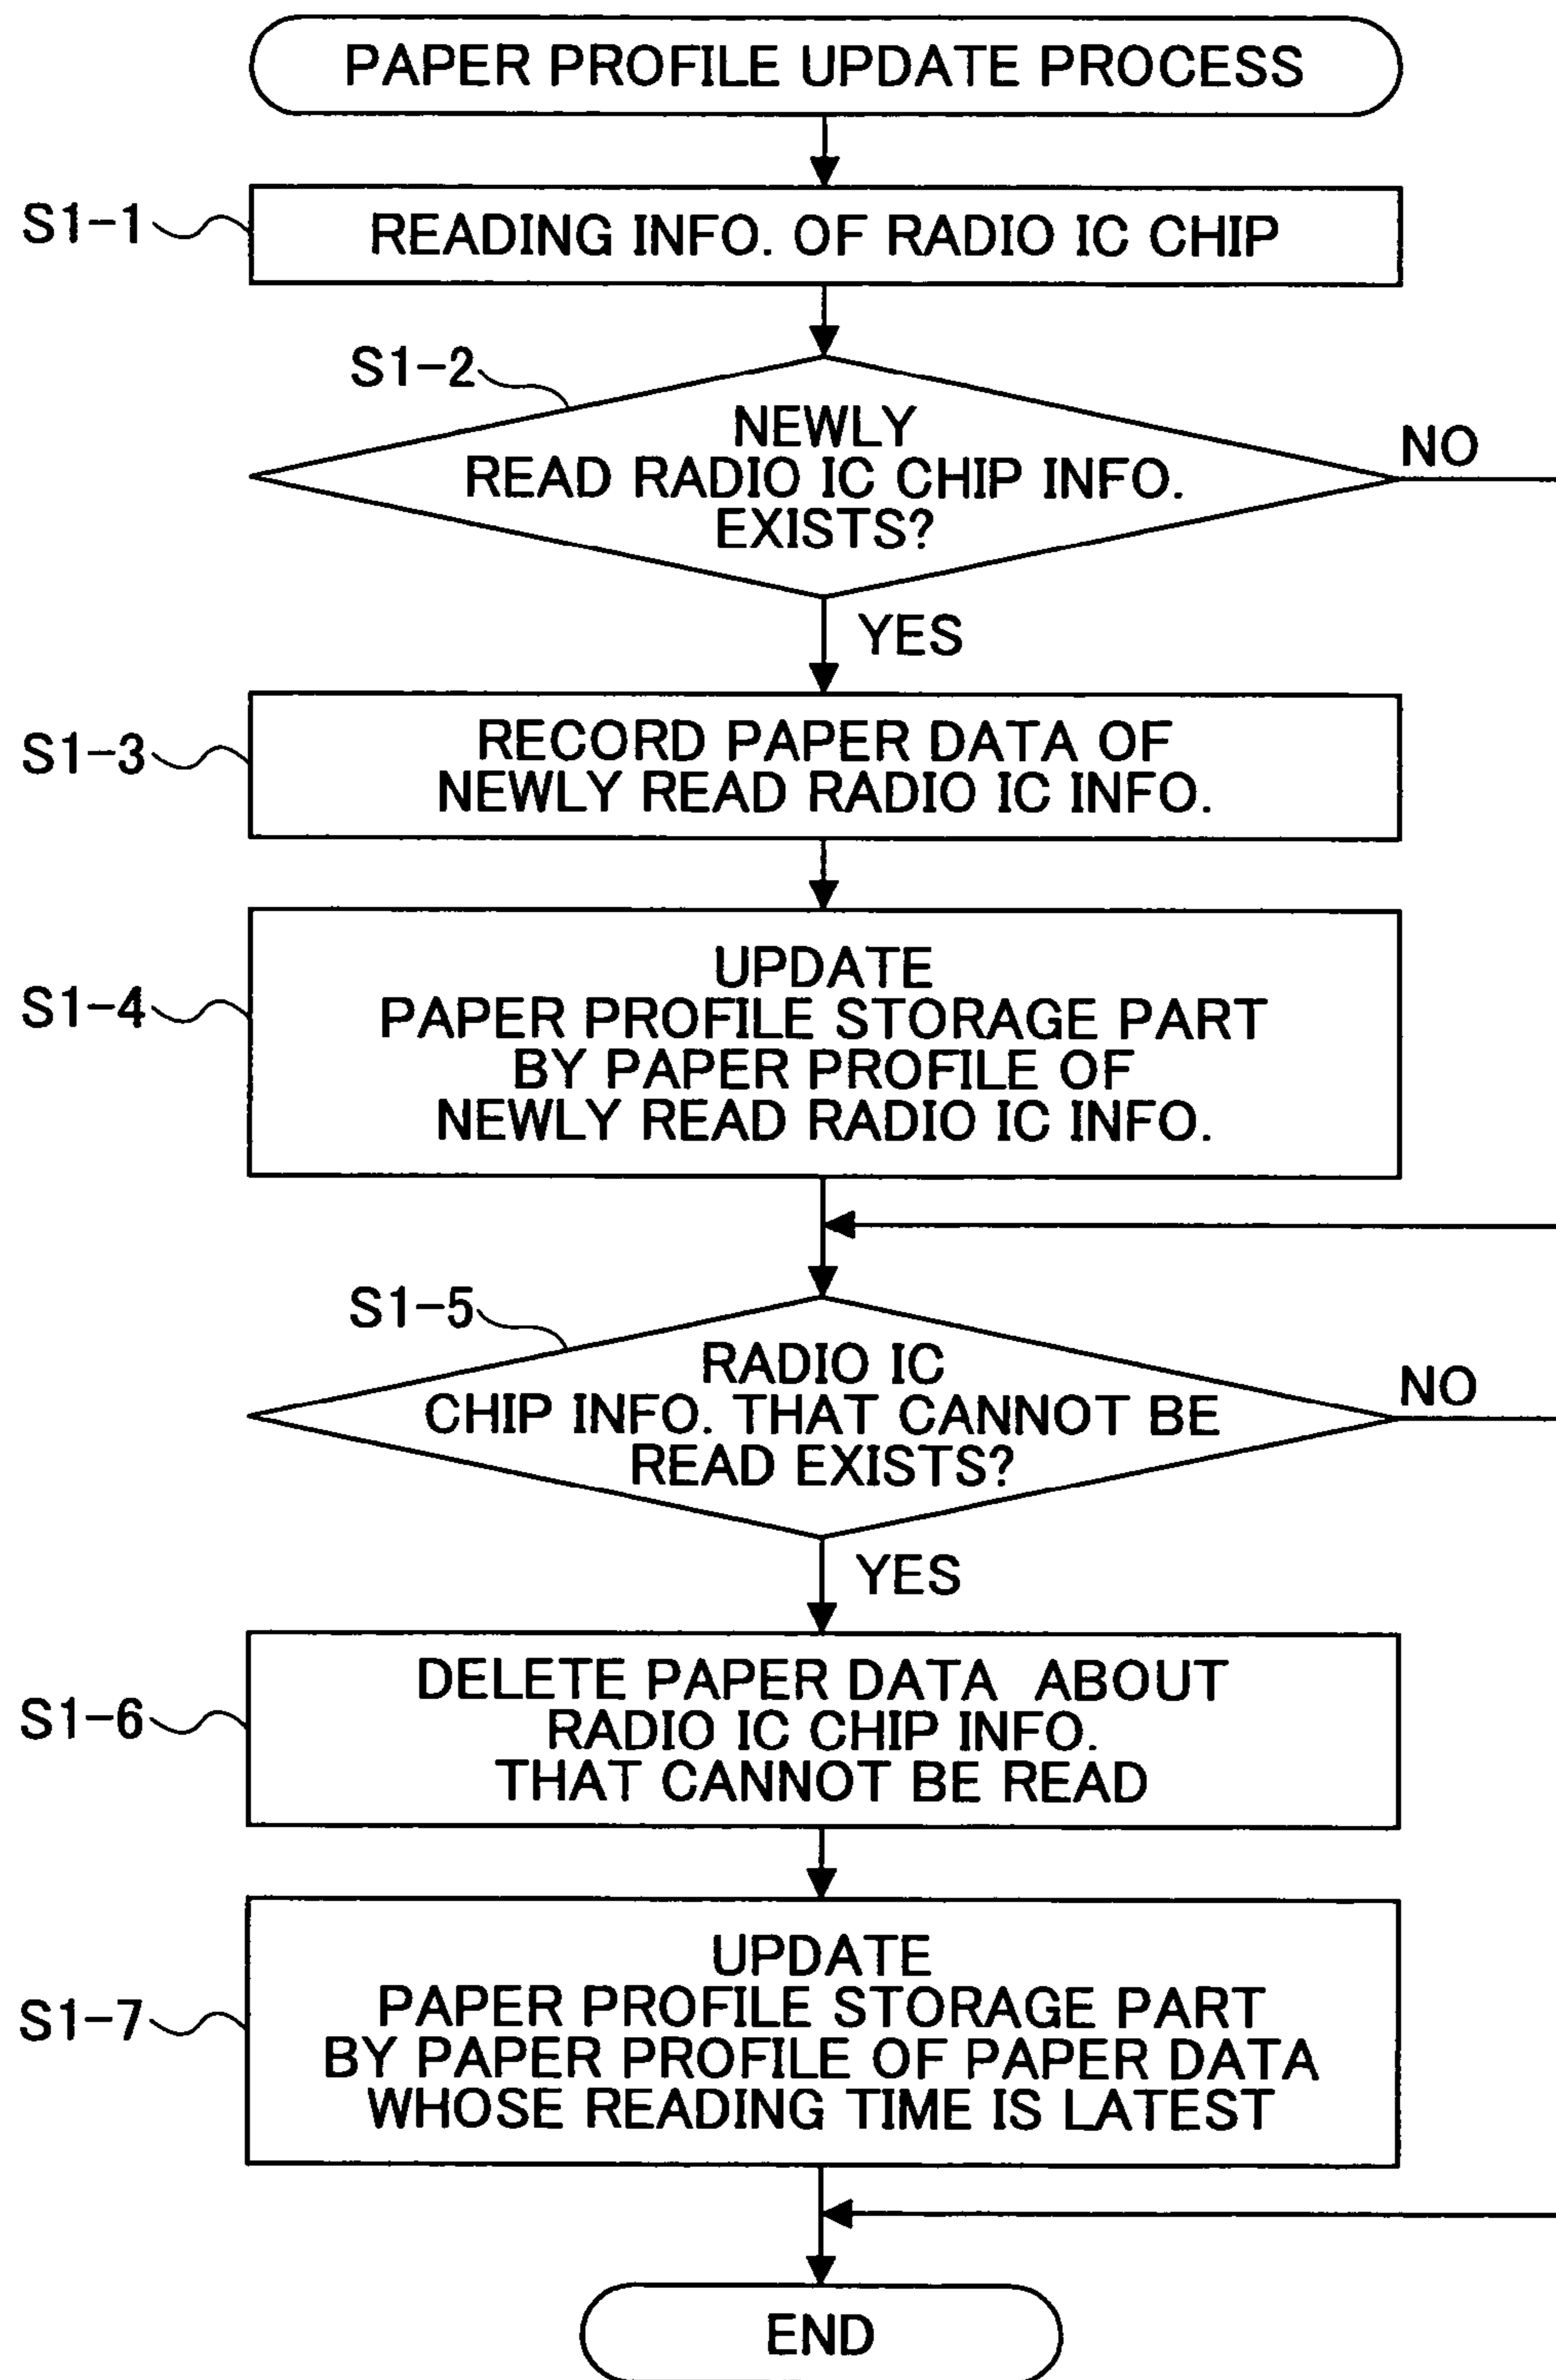 PAPER PROFILE UPDATE PROCESS
S1-1
READING INFO. OF RADIO IC CHIP
S1-2
NEWLY
READ RADIO IC CHIP INFO.
EXISTS?
NO
YES
S1-3
RECORD PAPER DATA OF
NEWLY READ RADIO IC INFO.
S1-4
UPDATE
PAPER PROFILE STORAGE PART
BY PAPER PROFILE OF
NEWLY READ RADIO IC INFO.
S1-5
RADIO IC
CHIP INFO. THAT CANNOT BE
READ EXISTS?
NO
YES
S1-6
DELETE PAPER DATA ABOUT
RADIO IC CHIP INFO.
THAT CANNOT BE READ
S1-7
UPDATE
PAPER PROFILE STORAGE PART
BY PAPER PROFILE OF PAPER DATA
WHOSE READING TIME IS LATEST
END